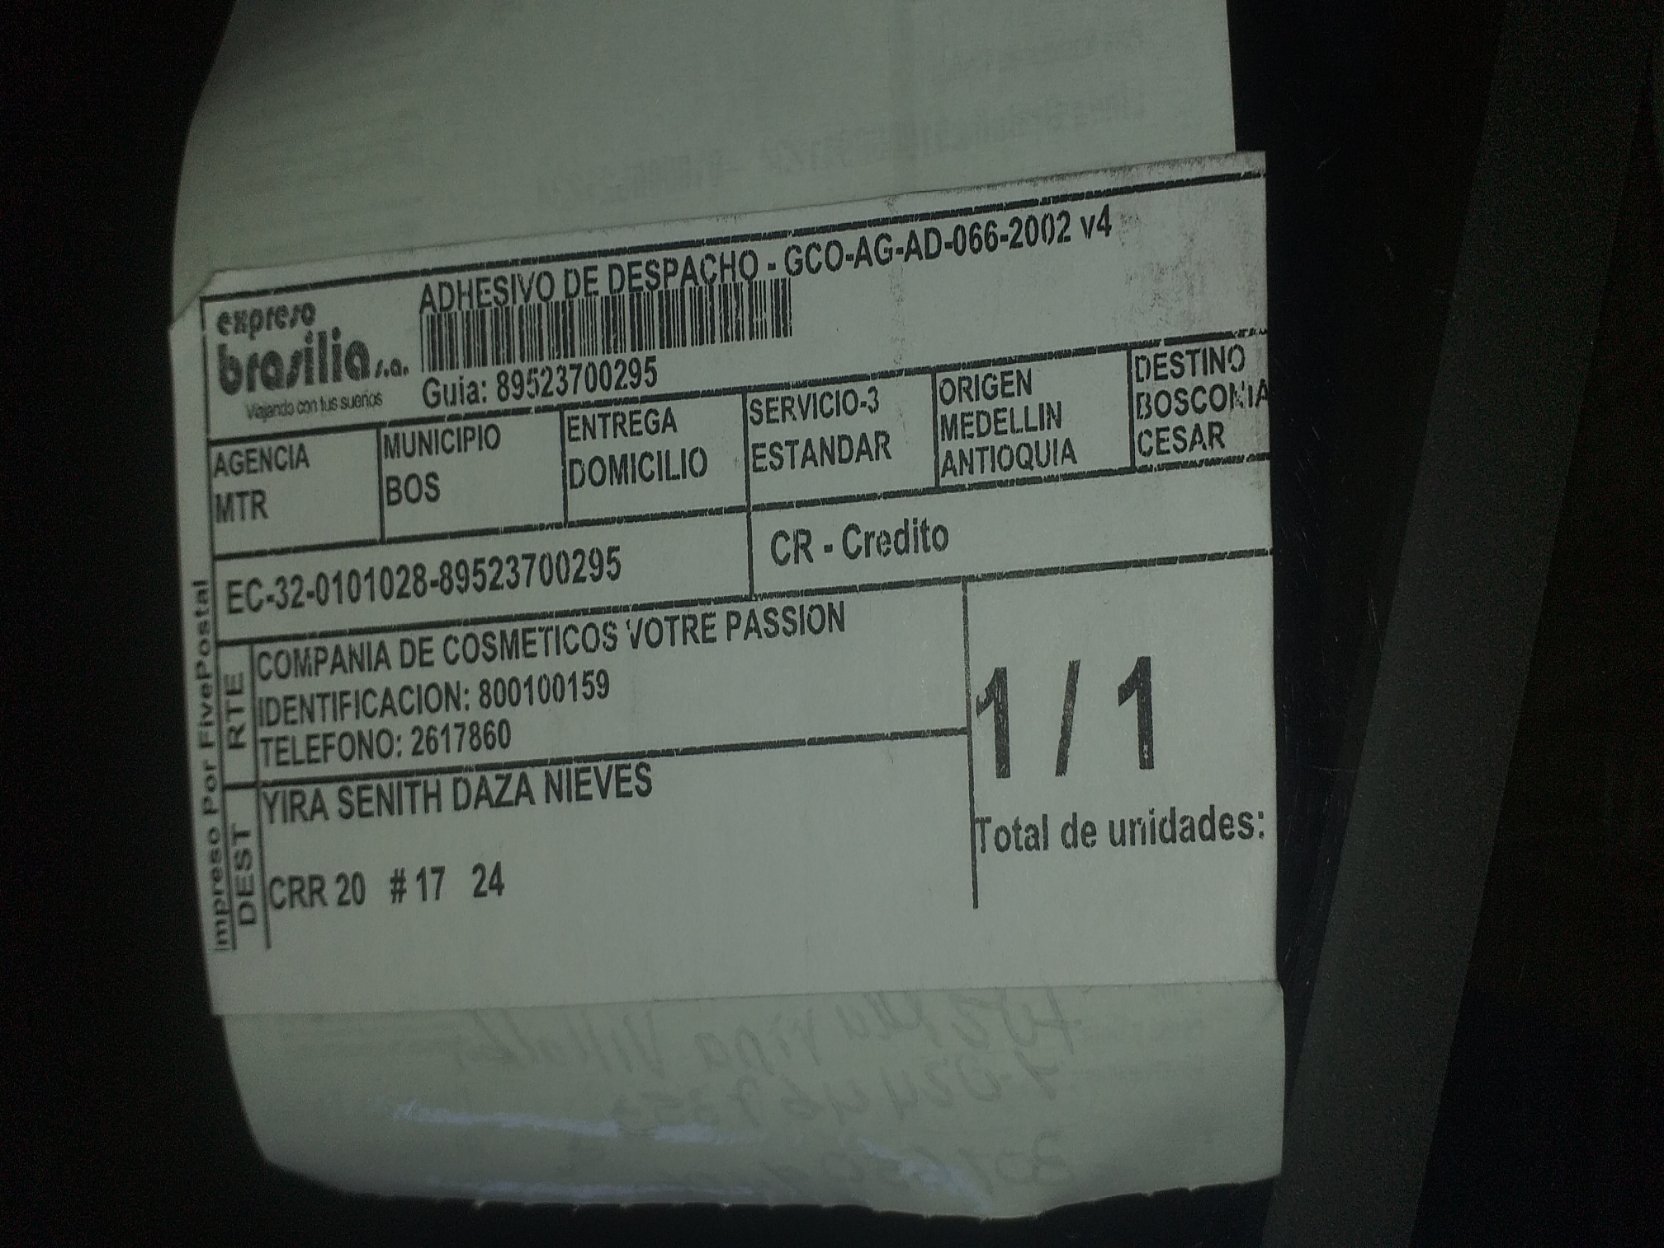 ADHESIVO DE DESPACHO - GCO-AG-AD-066-2002 v4
expreso
brasilia s.a.
Viajando con tus sueños
Guia: 89523700295
AGENCIA
MTR
MUNICIPIO
BOS
ENTREGA
DOMICILIO
SERVICIO-3
ESTANDAR
ORIGEN
MEDELLIN
ANTIOQUIA
DESTINO
BOSCONIA
CESAR
EC-32-0101028-89523700295
CR - Credito
Impreso Por FivePostal
RTE
COMPANIA DE COSMETICOS VOTRE PASSION
IDENTIFICACION: 800100159
TELEFONO: 2617860
DEST
YIRA SENITH DAZA NIEVES
CRR 20 # 17 24
1 / 1
Total de unidades: